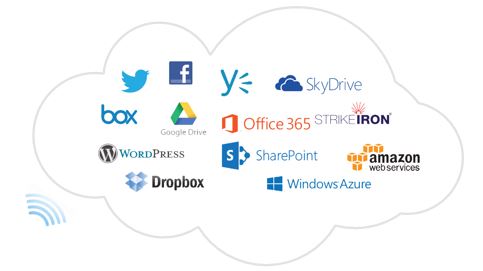 f
SkyDrive
box
Google Drive
Office 365
STRIKEIRON
WORDPRESS
S
SharePoint
amazon
web services
Dropbox
Windows Azure